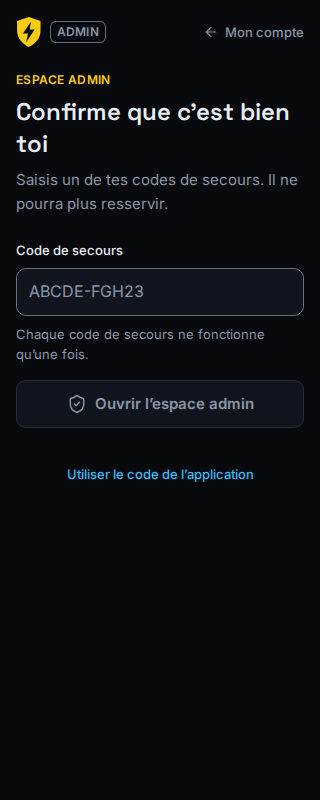 ADMIN
Mon compte
ESPACE ADMIN
Confirme que c’est bien
toi
Saisis un de tes codes de secours. Il ne
pourra plus resservir.
Code de secours
ABCDE-FGH23
Chaque code de secours ne fonctionne
qu’une fois.
Ouvrir l’espace admin
Utiliser le code de l’application